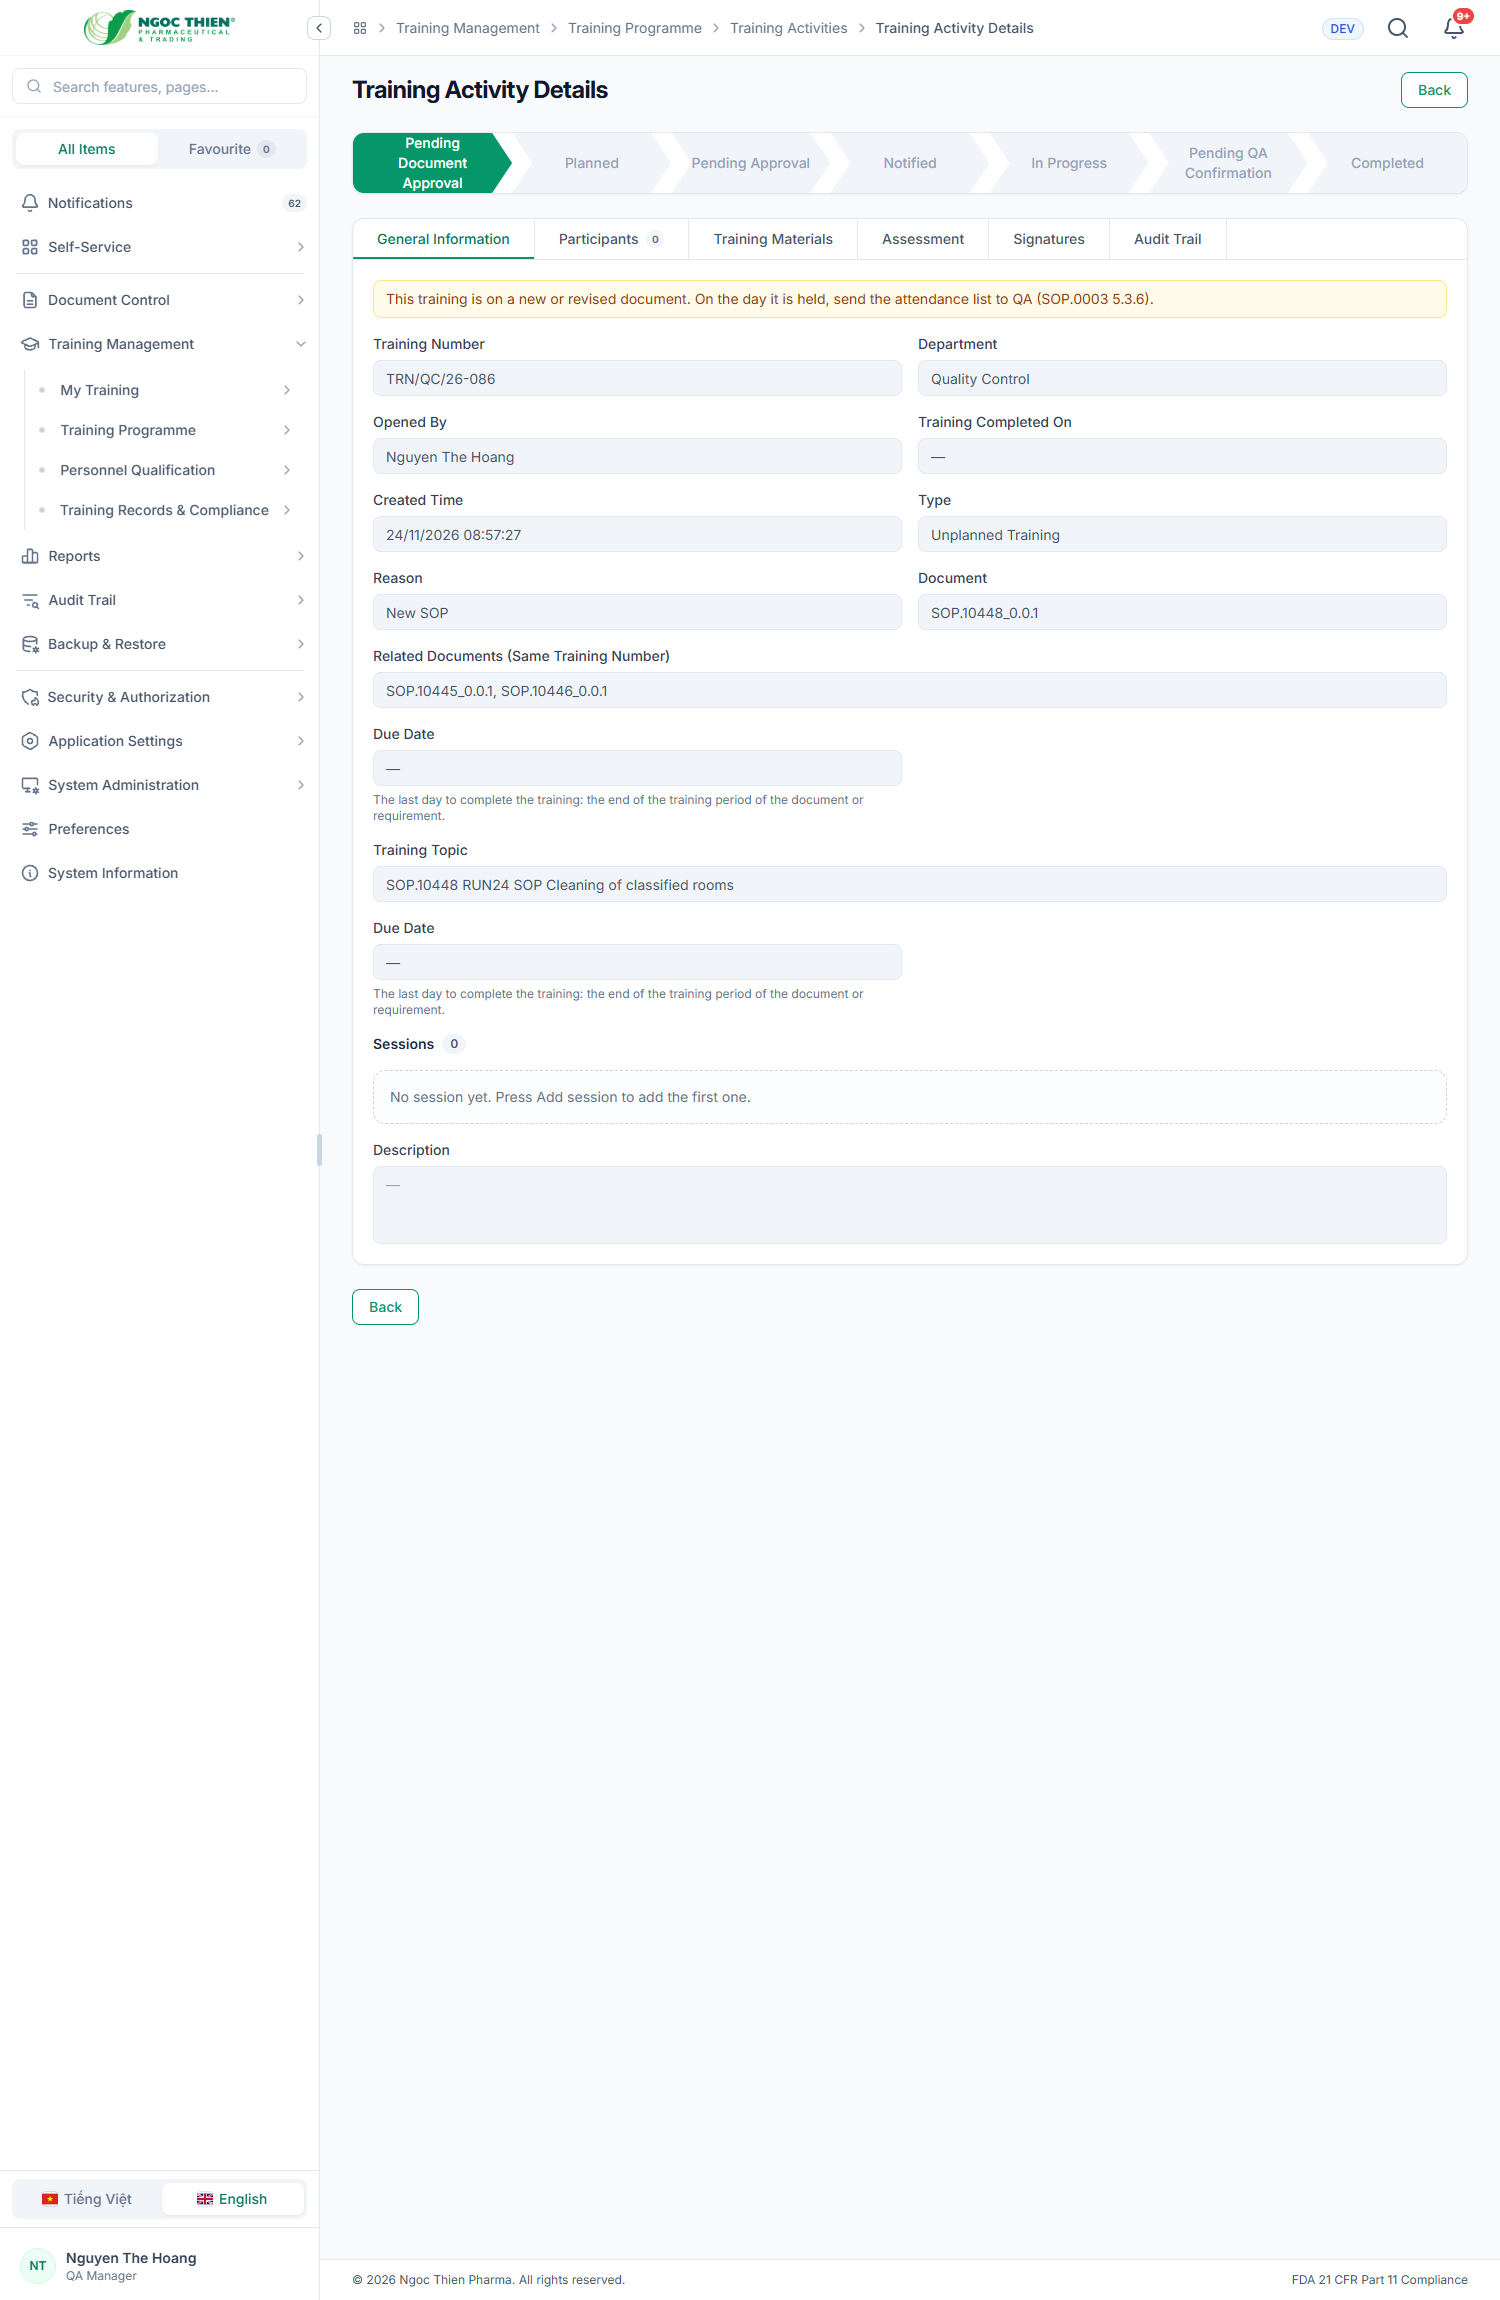 NGOC THIEN®
PHARMACEUTICAL
& TRADING
Search features, pages...
All Items
Favourite 0
Notifications 62
Self-Service
Document Control
Training Management
My Training
Training Programme
Personnel Qualification
Training Records & Compliance
Reports
Audit Trail
Backup & Restore
Security & Authorization
Application Settings
System Administration
Preferences
System Information
Tiếng Việt
English
NT
Nguyen The Hoang
QA Manager
Training Management > Training Programme > Training Activities > Training Activity Details
DEV
9+
Training Activity Details
Back
Pending Document Approval
Planned
Pending Approval
Notified
In Progress
Pending QA Confirmation
Completed
General Information
Participants 0
Training Materials
Assessment
Signatures
Audit Trail
This training is on a new or revised document. On the day it is held, send the attendance list to QA (SOP.0003 5.3.6).
Training Number
TRN/QC/26-086
Department
Quality Control
Opened By
Nguyen The Hoang
Training Completed On
—
Created Time
24/11/2026 08:57:27
Type
Unplanned Training
Reason
New SOP
Document
SOP.10448_0.0.1
Related Documents (Same Training Number)
SOP.10445_0.0.1, SOP.10446_0.0.1
Due Date
—
The last day to complete the training: the end of the training period of the document or
requirement.
Training Topic
SOP.10448 RUN24 SOP Cleaning of classified rooms
Due Date
—
The last day to complete the training: the end of the training period of the document or
requirement.
Sessions 0
No session yet. Press Add session to add the first one.
Description
—
Back
© 2026 Ngoc Thien Pharma. All rights reserved.
FDA 21 CFR Part 11 Compliance